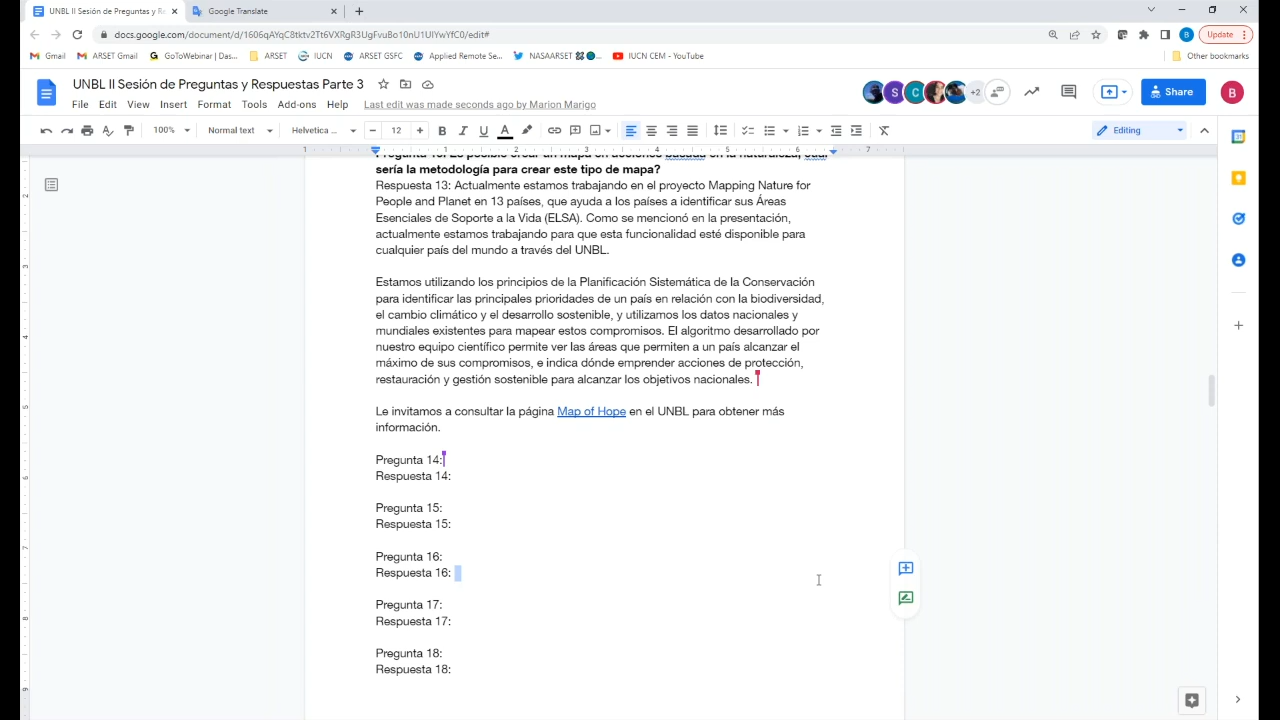 UNBL II Sesión de Preguntas y R
Google Translate
docs.google.com/document/d/1606qAYqC8tktv2Tt6VXRgR3UgFvuBo10nU1UIYwYfC0/edit#
Update
Gmail
ARSET Gmail
GoToWebinar | Das...
ARSET
IUCN
ARSET GSFC
Applied Remote Se...
NASAARSET
IUCN CEM - YouTube
Other bookmarks
UNBL II Sesión de Preguntas y Respuestas Parte 3
File Edit View Insert Format Tools Add-ons Help Last edit was made seconds ago by Marion Marigo
S C +2 Share B
100% Normal text Helvetica ... 12 B I U A Editing
sería la metodología para crear este tipo de mapa?
Respuesta 13: Actualmente estamos trabajando en el proyecto Mapping Nature for
People and Planet en 13 países, que ayuda a los países a identificar sus Áreas
Esenciales de Soporte a la Vida (ELSA). Como se mencionó en la presentación,
actualmente estamos trabajando para que esta funcionalidad esté disponible para
cualquier país del mundo a través del UNBL.
Estamos utilizando los principios de la Planificación Sistemática de la Conservación
para identificar las principales prioridades de un país en relación con la biodiversidad,
el cambio climático y el desarrollo sostenible, y utilizamos los datos nacionales y
mundiales existentes para mapear estos compromisos. El algoritmo desarrollado por
nuestro equipo científico permite ver las áreas que permiten a un país alcanzar el
máximo de sus compromisos, e indica dónde emprender acciones de protección,
restauración y gestión sostenible para alcanzar los objetivos nacionales.
Le invitamos a consultar la página Map of Hope en el UNBL para obtener más
información.
Pregunta 14:
Respuesta 14:
Pregunta 15:
Respuesta 15:
Pregunta 16:
Respuesta 16:
Pregunta 17:
Respuesta 17:
Pregunta 18:
Respuesta 18: